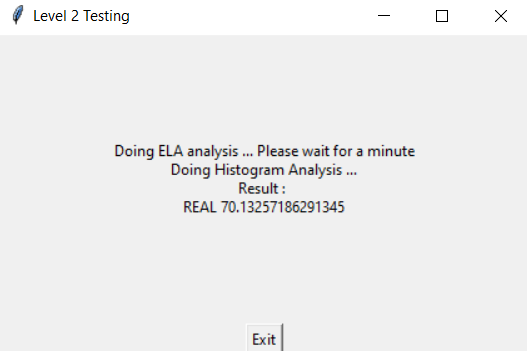 Level 2 Testing
Doing ELA analysis ... Please wait for a minute
Doing Histogram Analysis ...
Result :
REAL 70.13257186291345
Exit